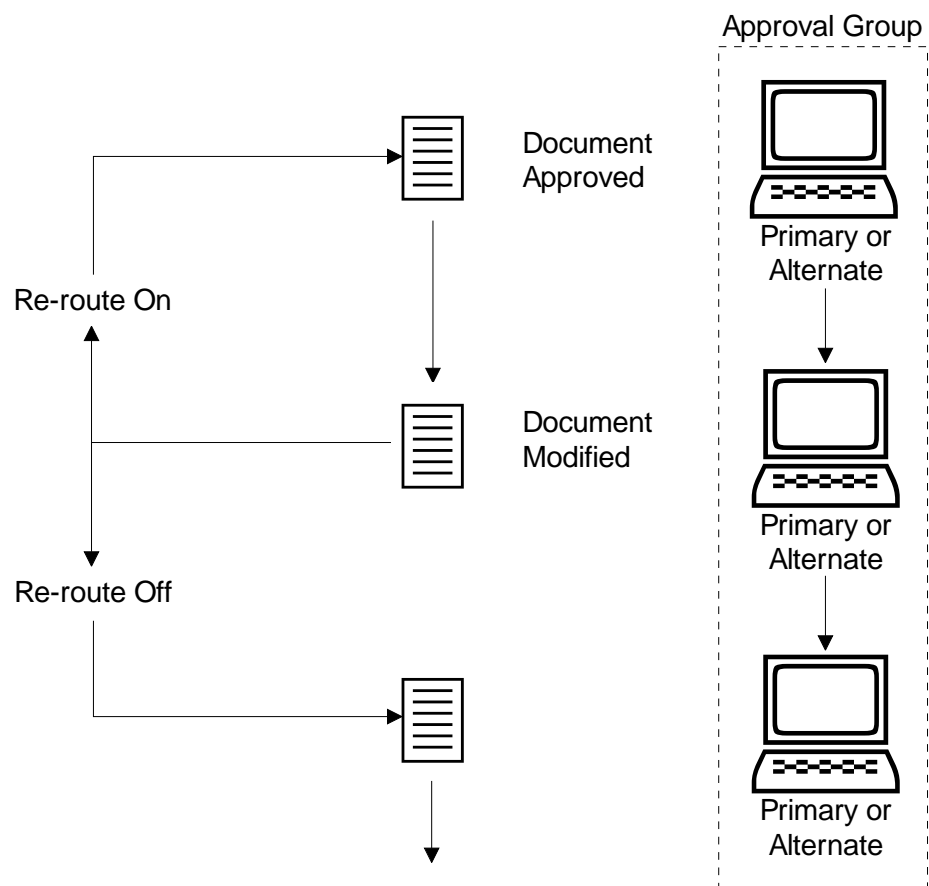 Approval Group
Document
Approved
Primary or
Alternate
Re-route On
Document
Modified
Primary or
Alternate
Re-route Off
Primary or
Alternate